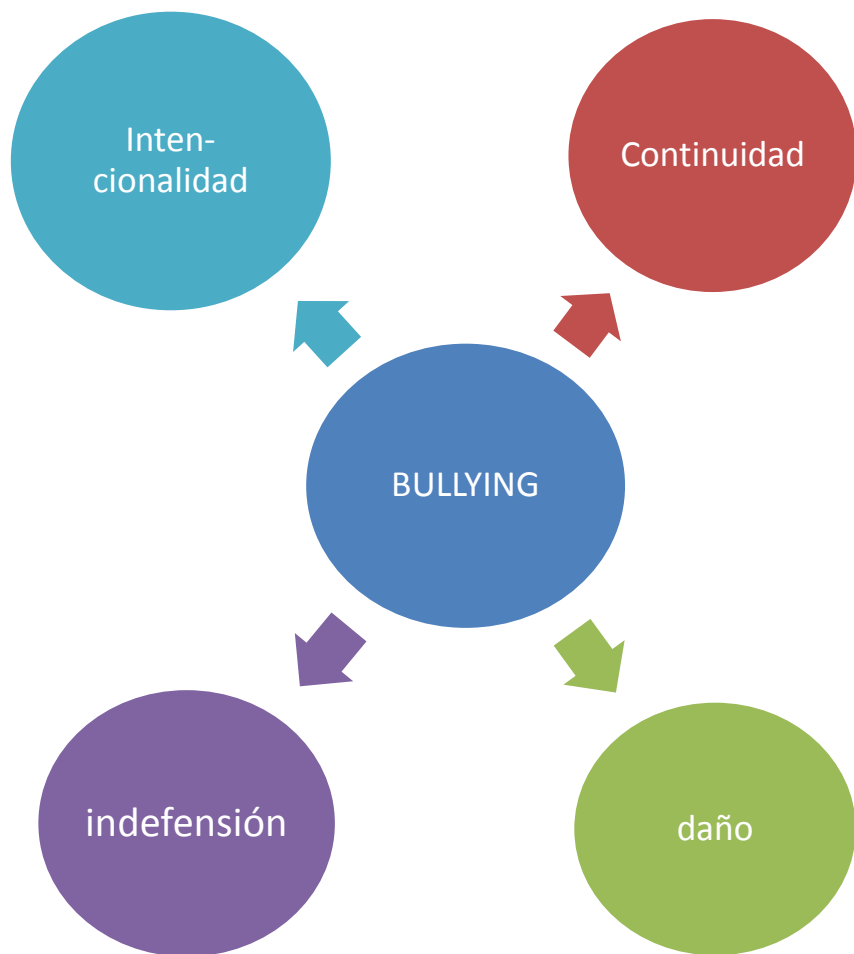 Inten-
cionalidad
Continuidad
BULLYING
indefensión
daño